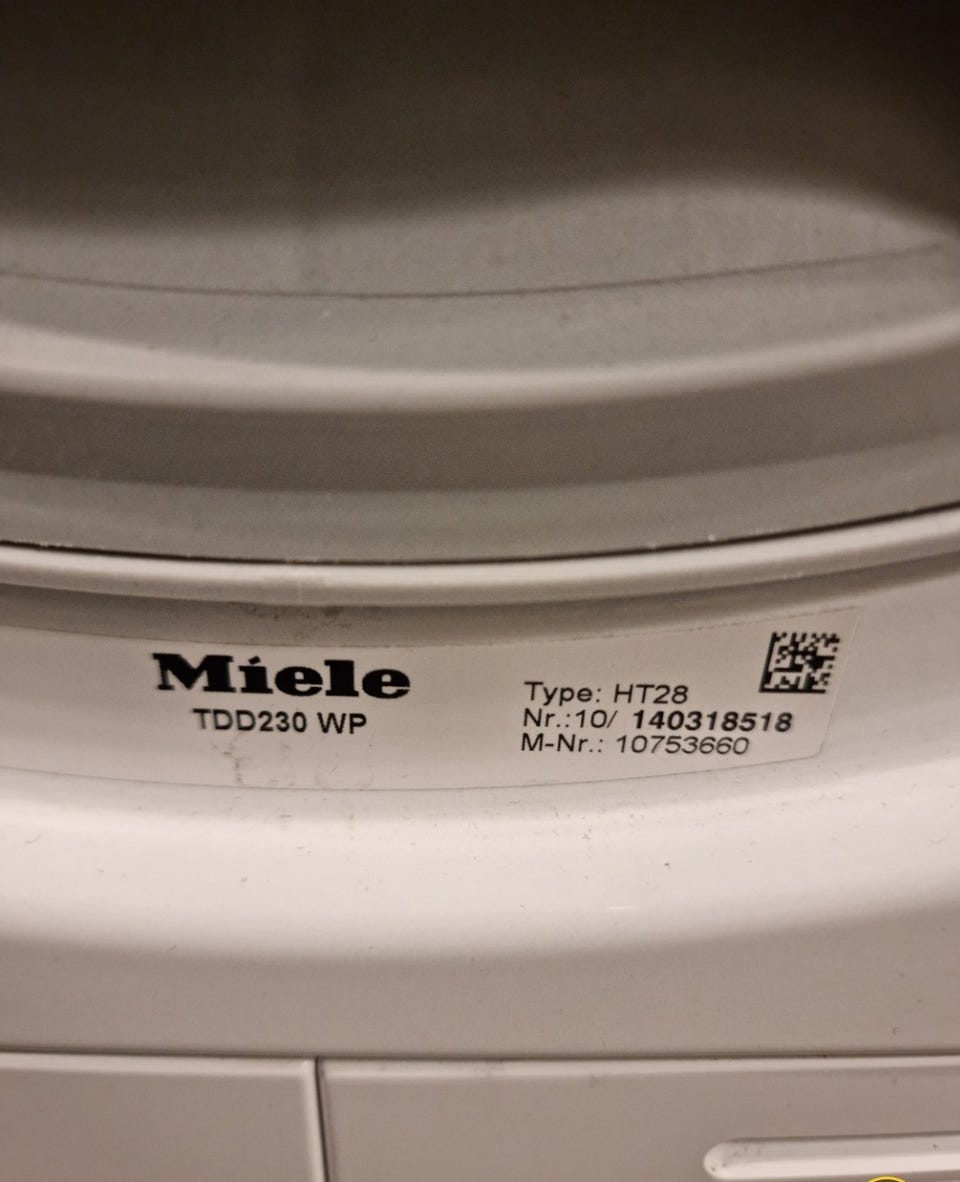 Miele
TDD230 WP
Type: HT28
Nr.:10/ 140318518
M-Nr.: 10753660